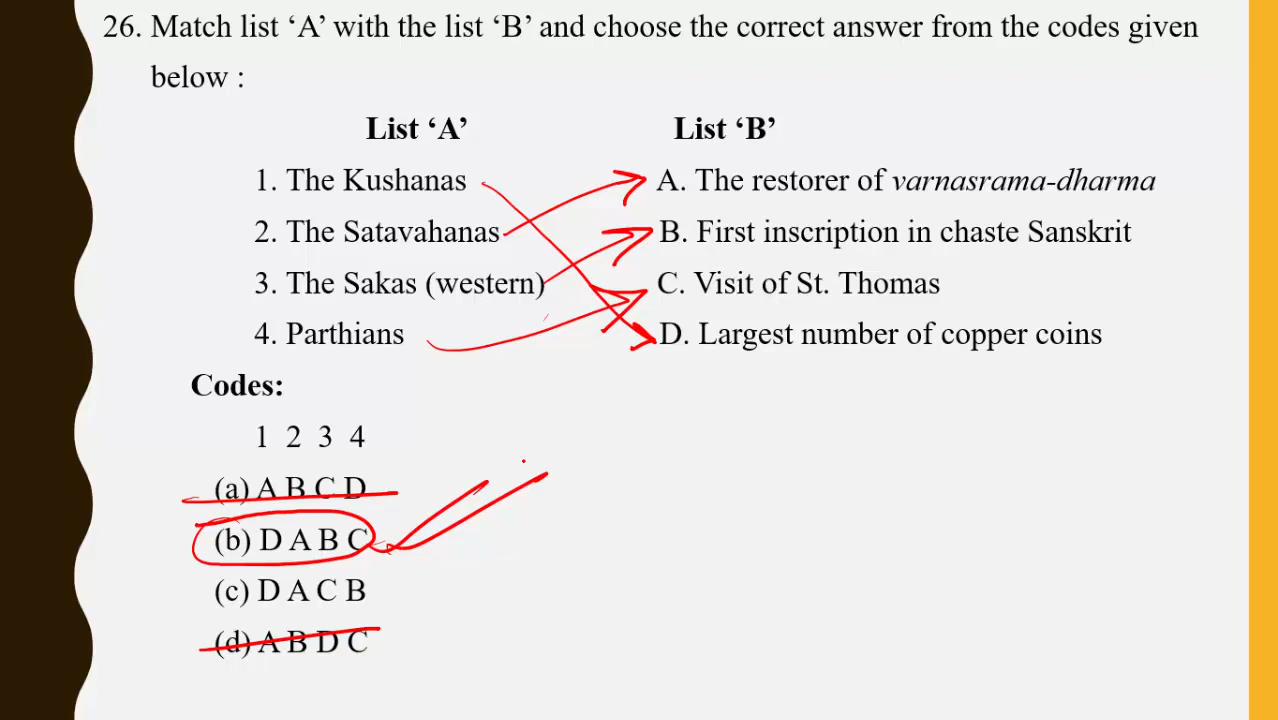 26. Match list ‘A’ with the list ‘B’ and choose the correct answer from the codes given
below :
List ‘A’ List ‘B’
1. The Kushanas A. The restorer of varnasrama-dharma
2. The Satavahanas B. First inscription in chaste Sanskrit
3. The Sakas (western) C. Visit of St. Thomas
4. Parthians D. Largest number of copper coins
Codes:
1 2 3 4
(a) A B C D
(b) D A B C
(c) D A C B
(d) A B D C